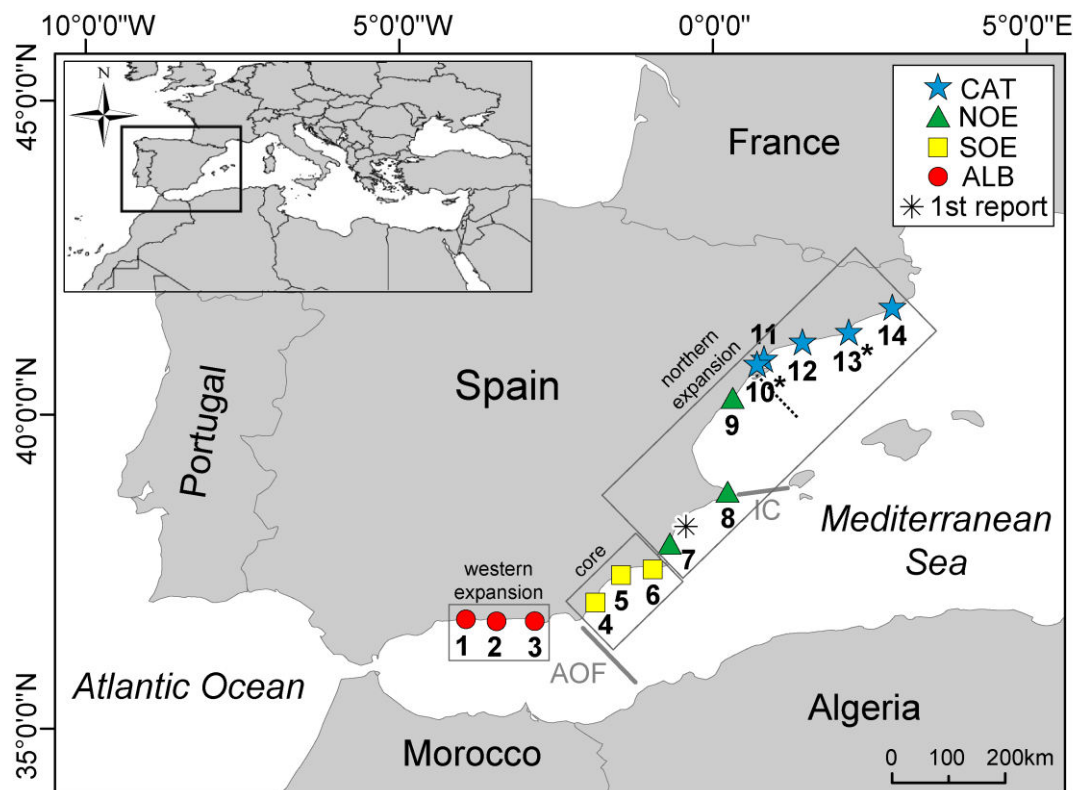 10°0'0"W 5°0'0"W 0°0'0" 5°0'0"E
45°0'0"N
40°0'0"N
35°0'0"N
N
CAT
NOE
SOE
ALB
1st report
France
Spain
Portugal
northern
expansion
11
14
13*
12
10*
9
8
IC
7
Mediterranean
Sea
core
6
5
4
western
expansion
1 2 3
AOF
Atlantic Ocean
Algeria
Morocco
0 100 200km